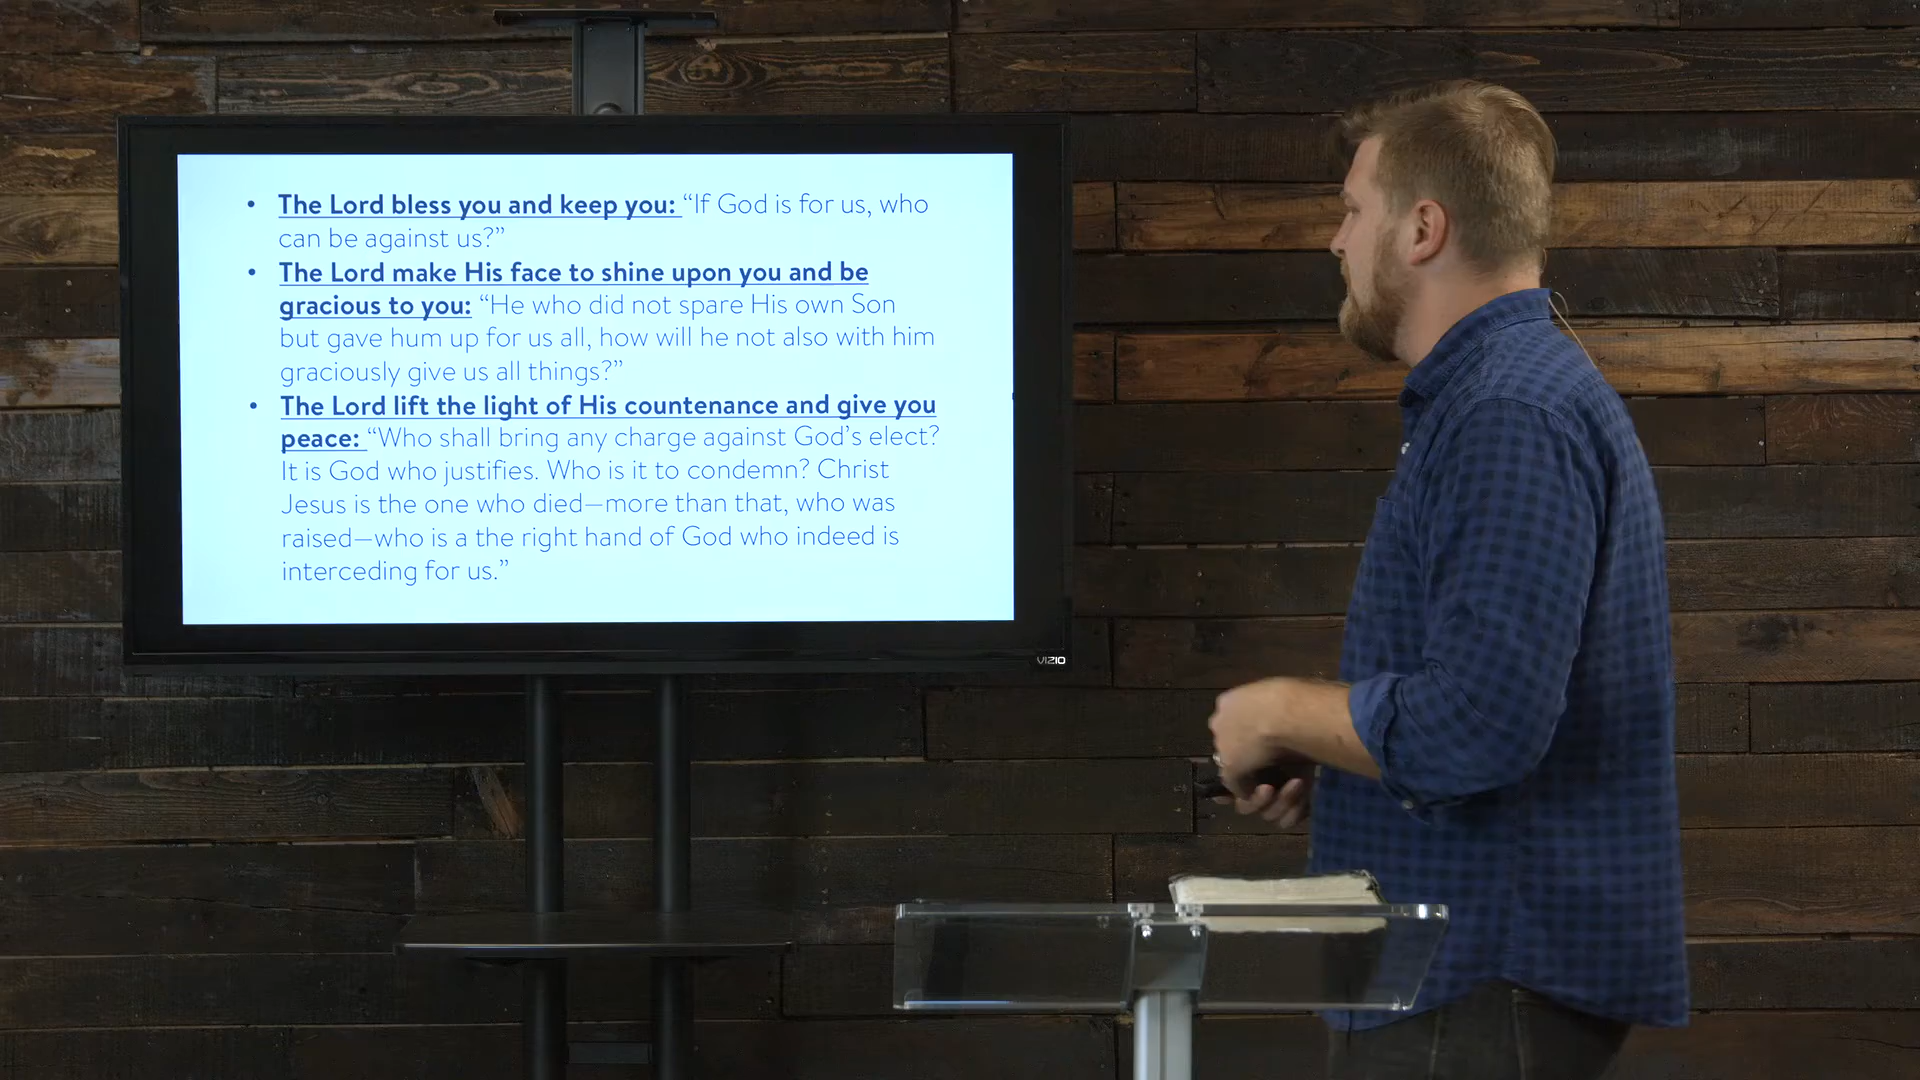 • The Lord bless you and keep you: “If God is for us, who
can be against us?”
• The Lord make His face to shine upon you and be
gracious to you: “He who did not spare His own Son
but gave hum up for us all, how will he not also with him
graciously give us all things?”
• The Lord lift the light of His countenance and give you
peace: “Who shall bring any charge against God’s elect?
It is God who justifies. Who is it to condemn? Christ
Jesus is the one who died—more than that, who was
raised—who is a the right hand of God who indeed is
interceding for us.”
VIZIO